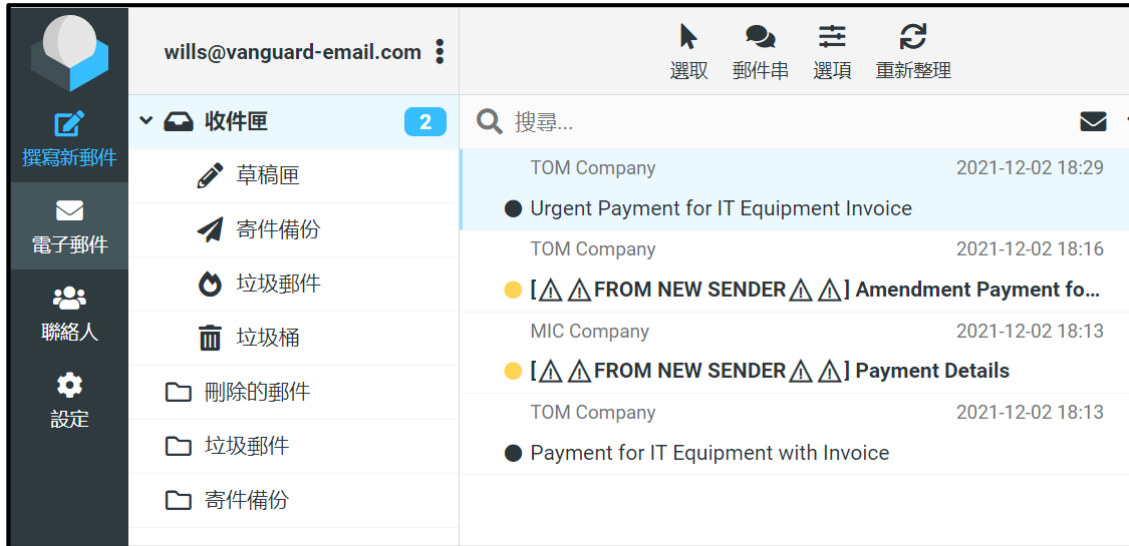 wills@vanguard-email.com
選取
郵件串
選項
重新整理
撰寫新郵件
電子郵件
聯絡人
設定
收件匣 2
草稿匣
寄件備份
垃圾郵件
垃圾桶
刪除的郵件
垃圾郵件
寄件備份
搜尋...
TOM Company 2021-12-02 18:29
Urgent Payment for IT Equipment Invoice
TOM Company 2021-12-02 18:16
[⚠ ⚠ FROM NEW SENDER ⚠ ⚠] Amendment Payment fo...
MIC Company 2021-12-02 18:13
[⚠ ⚠ FROM NEW SENDER ⚠ ⚠] Payment Details
TOM Company 2021-12-02 18:13
Payment for IT Equipment with Invoice